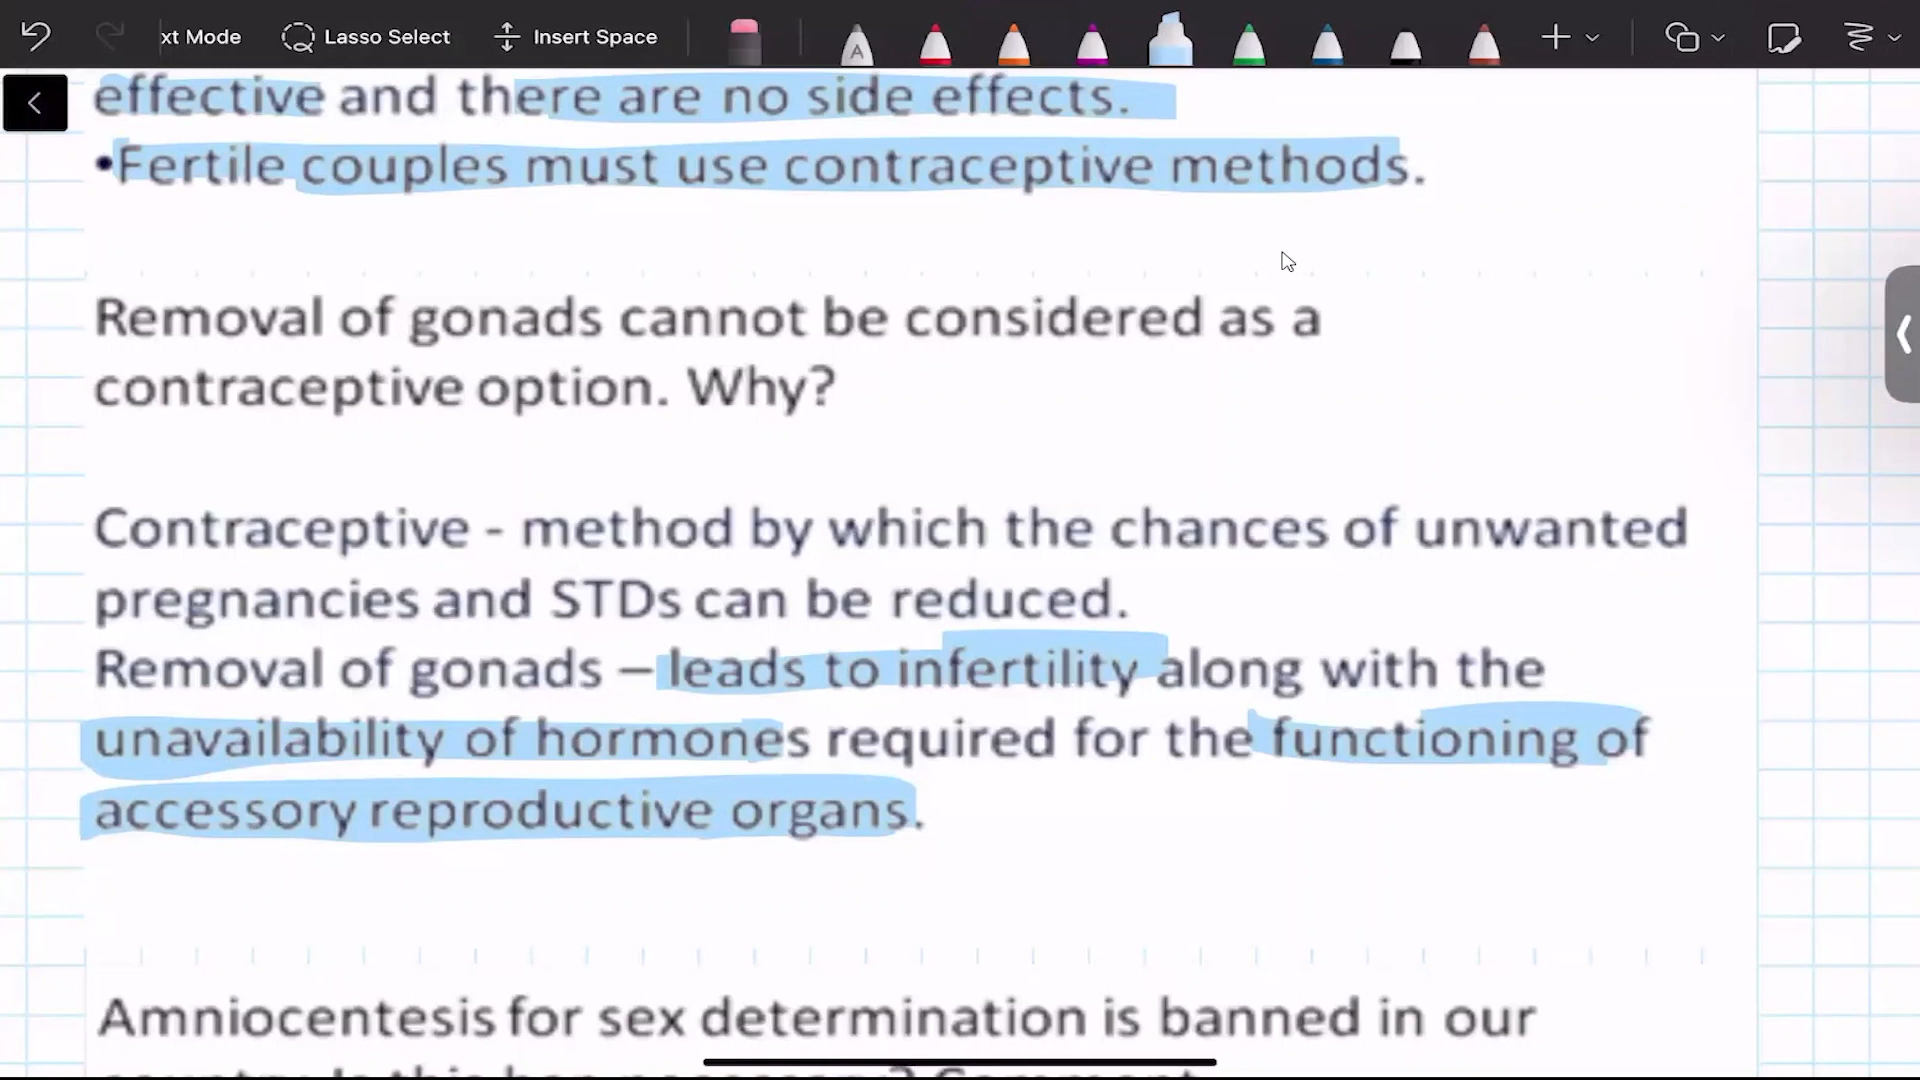 xt Mode Lasso Select Insert Space
A
effective and there are no side effects.
•Fertile couples must use contraceptive methods.
Removal of gonads cannot be considered as a
contraceptive option. Why?
Contraceptive - method by which the chances of unwanted
pregnancies and STDs can be reduced.
Removal of gonads – leads to infertility along with the
unavailability of hormones required for the functioning of
accessory reproductive organs.
Amniocentesis for sex determination is banned in our